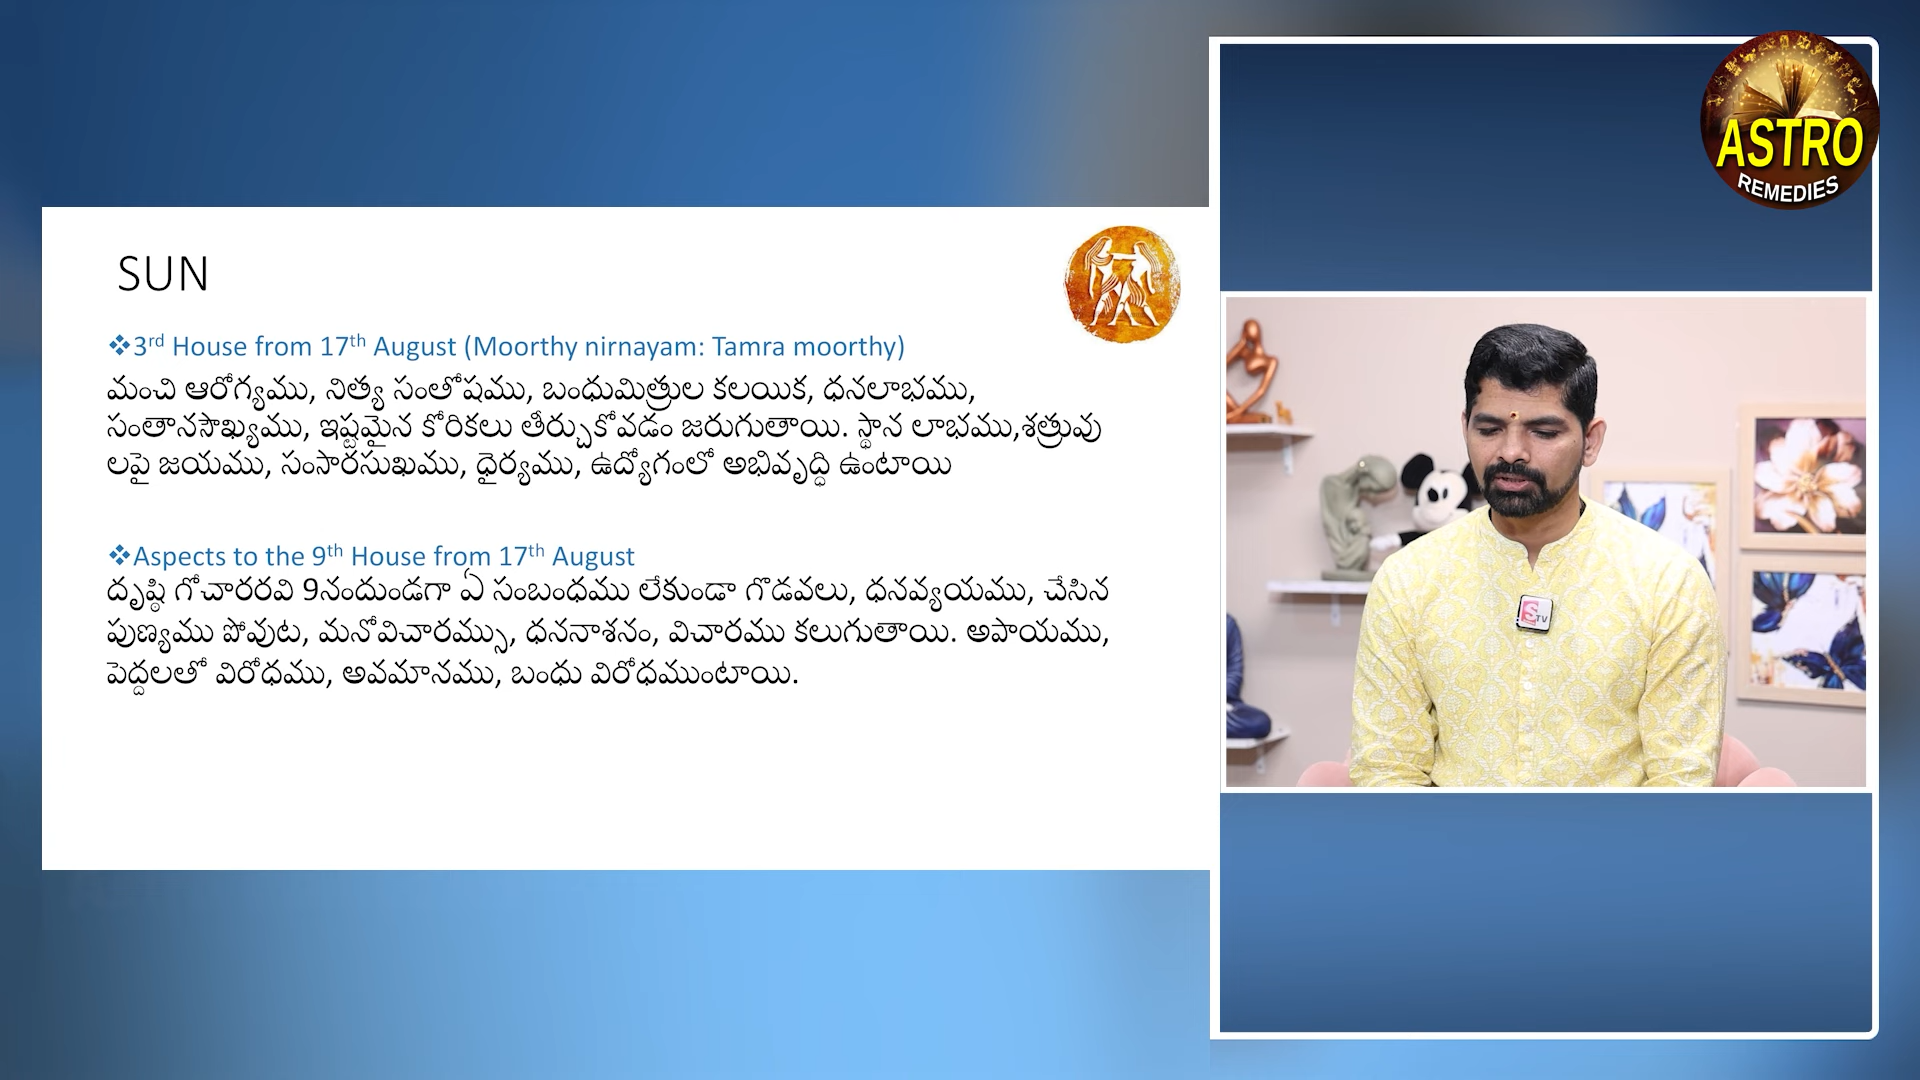 SUN
❖3rd House from 17th August (Moorthy nirnayam: Tamra moorthy)
మంచి ఆరోగ్యము, నిత్య సంతోషము, బంధుమిత్రుల కలయిక, ధనలాభము,
సంతానసౌఖ్యము, ఇష్టమైన కోరికలు తీర్చుకోవడం జరుగుతాయి. స్థాన లాభము,శత్రువు
లపై జయము, సంసారసుఖము, ధైర్యము, ఉద్యోగంలో అభివృద్ధి ఉంటాయి
❖Aspects to the 9th House from 17th August
దృష్ఠి గోచారరవి 9నందుండగా ఏ సంబంధము లేకుండా గొడవలు, ధనవ్యయము, చేసిన
పుణ్యము పోవుట, మనోవిచారమ్ము, ధననాశనం, విచారము కలుగుతాయి. అపాయము,
పెద్దలతో విరోధము, అవమానము, బంధు విరోధముంటాయి.
ASTRO
REMEDIES
S TV